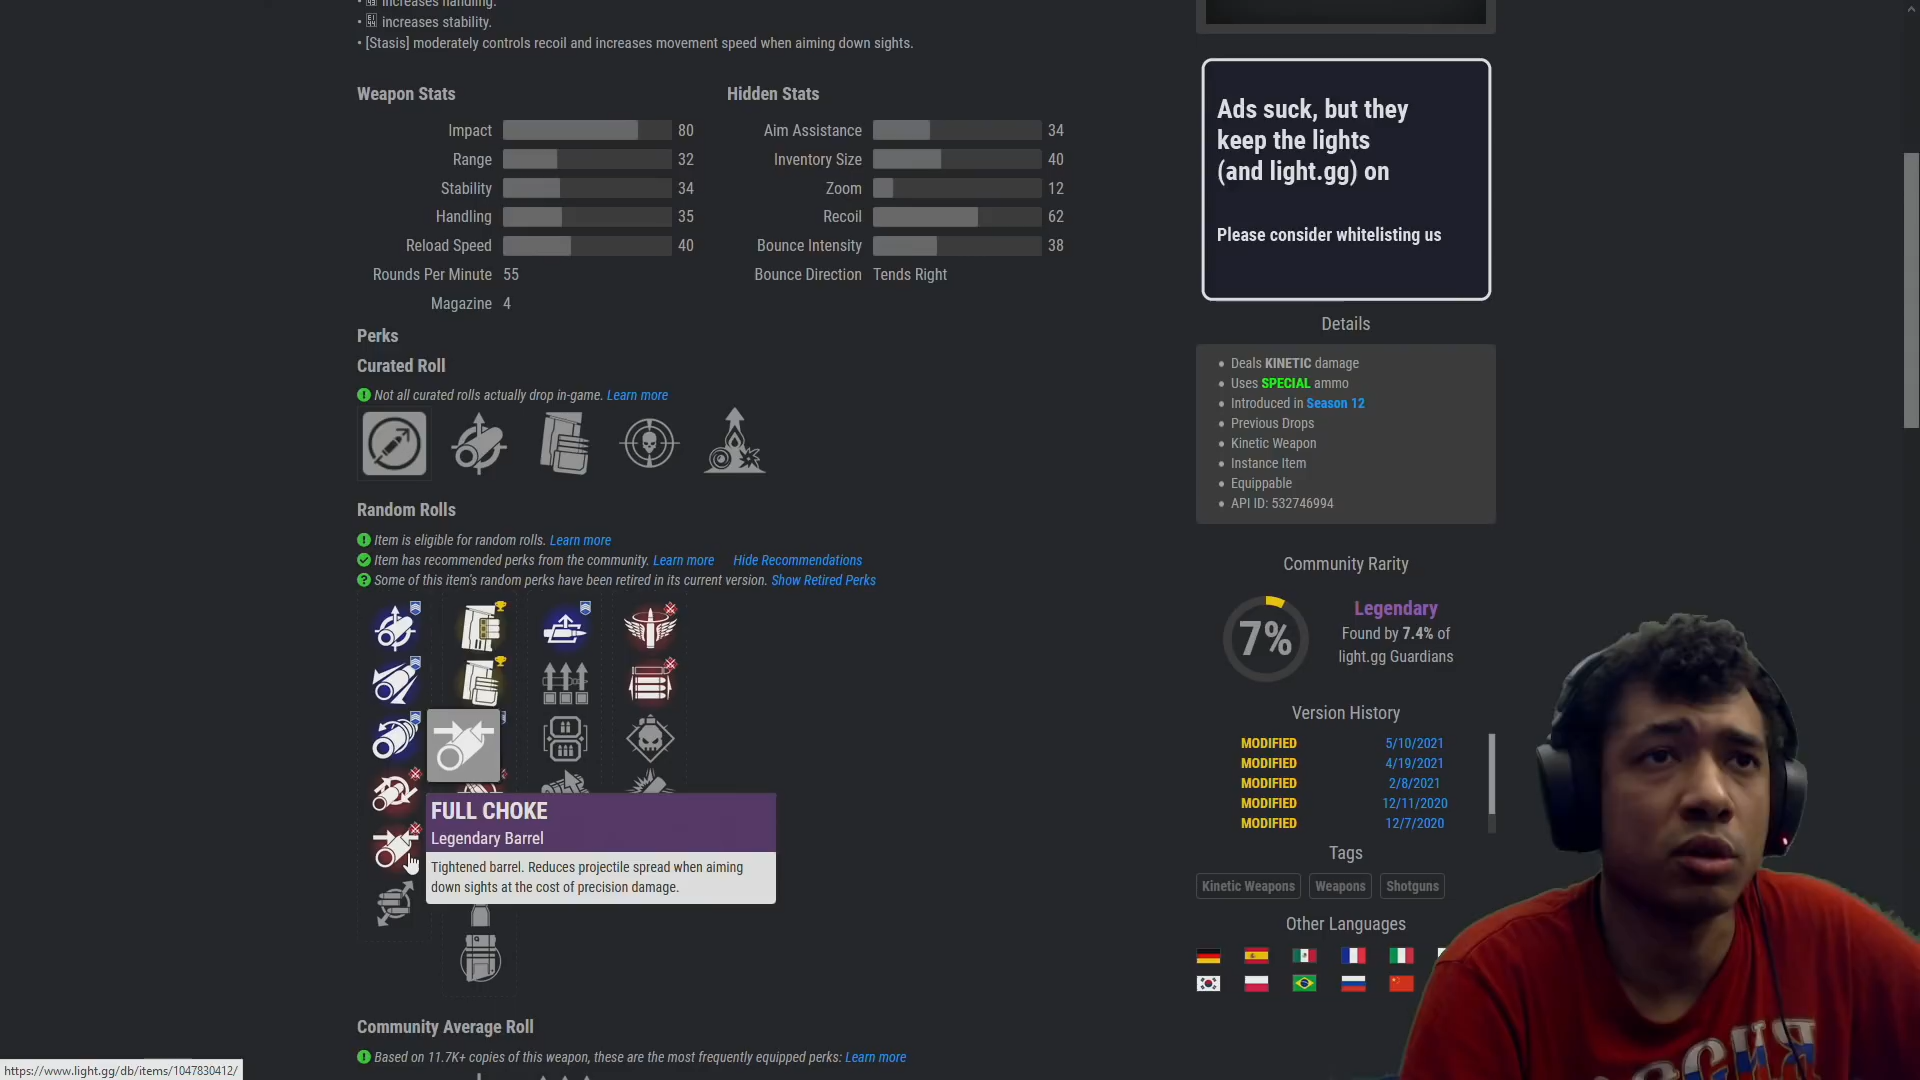 increases handling.
• increases stability.
• [Stasis] moderately controls recoil and increases movement speed when aiming down sights.
Weapon Stats
Impact 80
Range 32
Stability 34
Handling 35
Reload Speed 40
Rounds Per Minute 55
Magazine 4
Hidden Stats
Aim Assistance 34
Inventory Size 40
Zoom 12
Recoil 62
Bounce Intensity 38
Bounce Direction Tends Right
Perks
Curated Roll
Not all curated rolls actually drop in-game. Learn more
Random Rolls
Item is eligible for random rolls. Learn more
Item has recommended perks from the community. Learn more Hide Recommendations
Some of this item's random perks have been retired in its current version. Show Retired Perks
FULL CHOKE
Legendary Barrel
Tightened barrel. Reduces projectile spread when aiming
down sights at the cost of precision damage.
Community Average Roll
Based on 11.7K+ copies of this weapon, these are the most frequently equipped perks: Learn more
https://www.light.gg/db/items/1047830412/
Ads suck, but they
keep the lights
(and light.gg) on
Please consider whitelisting us
Details
• Deals KINETIC damage
• Uses SPECIAL ammo
• Introduced in Season 12
• Previous Drops
• Kinetic Weapon
• Instance Item
• Equippable
• API ID: 532746994
Community Rarity
7%
Legendary
Found by 7.4% of
light.gg Guardians
Version History
MODIFIED 5/10/2021
MODIFIED 4/19/2021
MODIFIED 2/8/2021
MODIFIED 12/11/2020
MODIFIED 12/7/2020
Tags
Kinetic Weapons
Weapons
Shotguns
Other Languages